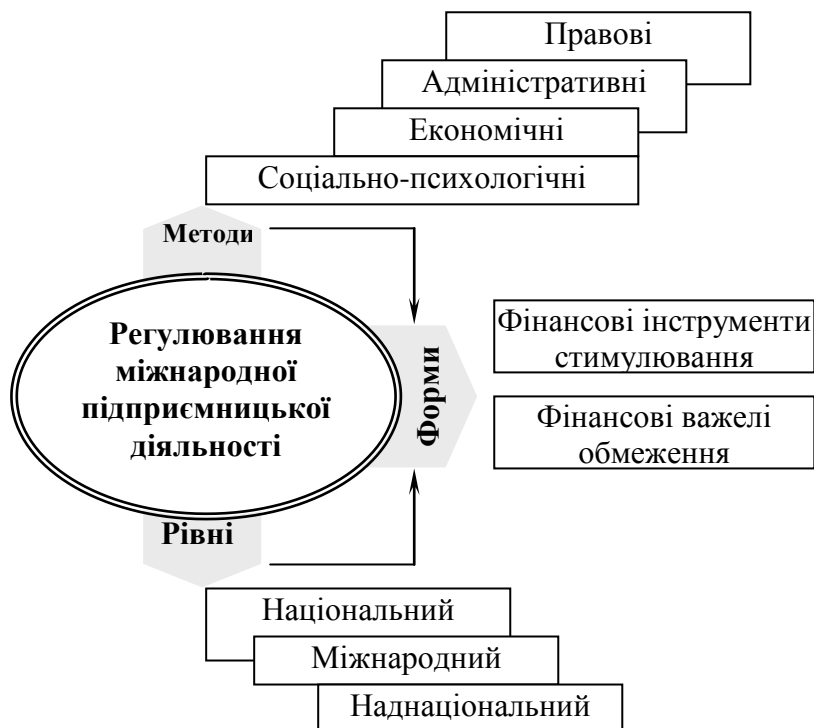 Правові
Адміністративні
Економічні
Соціально-психологічні
Методи
Регулювання
міжнародної
підприємницької
діяльності
Форми
Фінансові інструменти
стимулювання
Фінансові важелі
обмеження
Рівні
Національний
Міжнародний
Наднаціональний